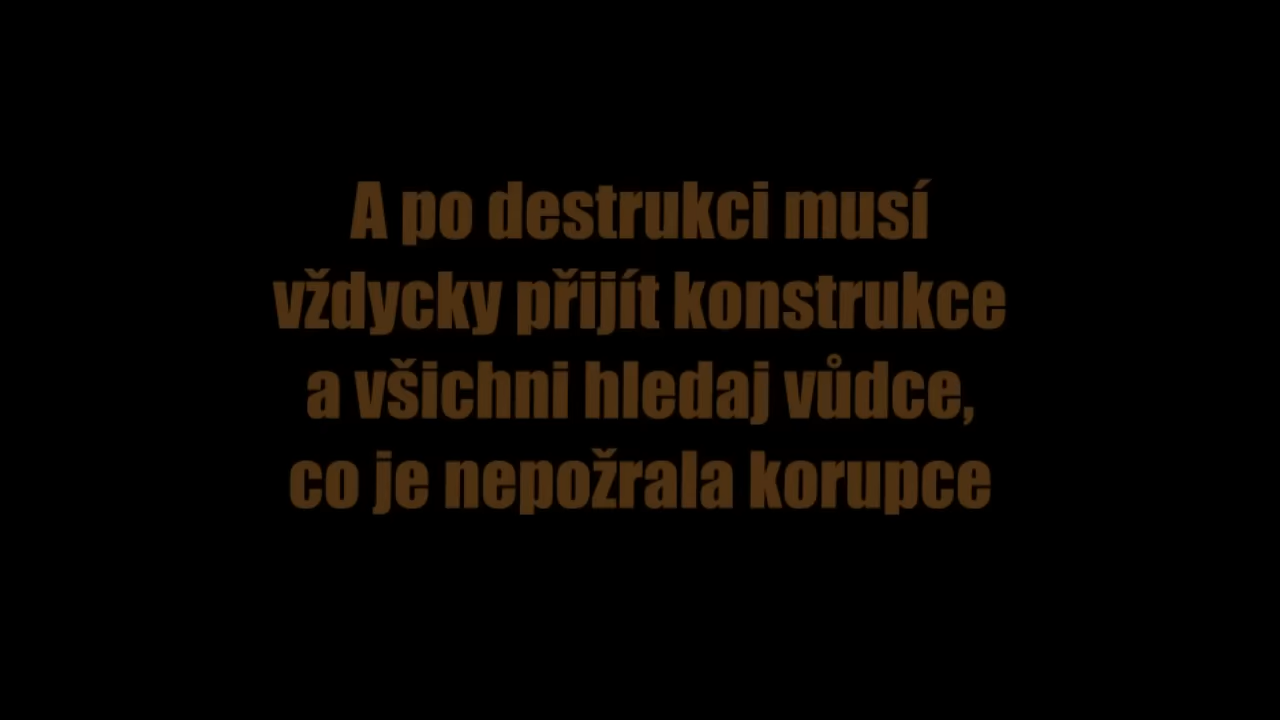 A po destrukci musí
vždycky přijít konstrukce
a všichni hledaj vůdce,
co je nepožrala korupce